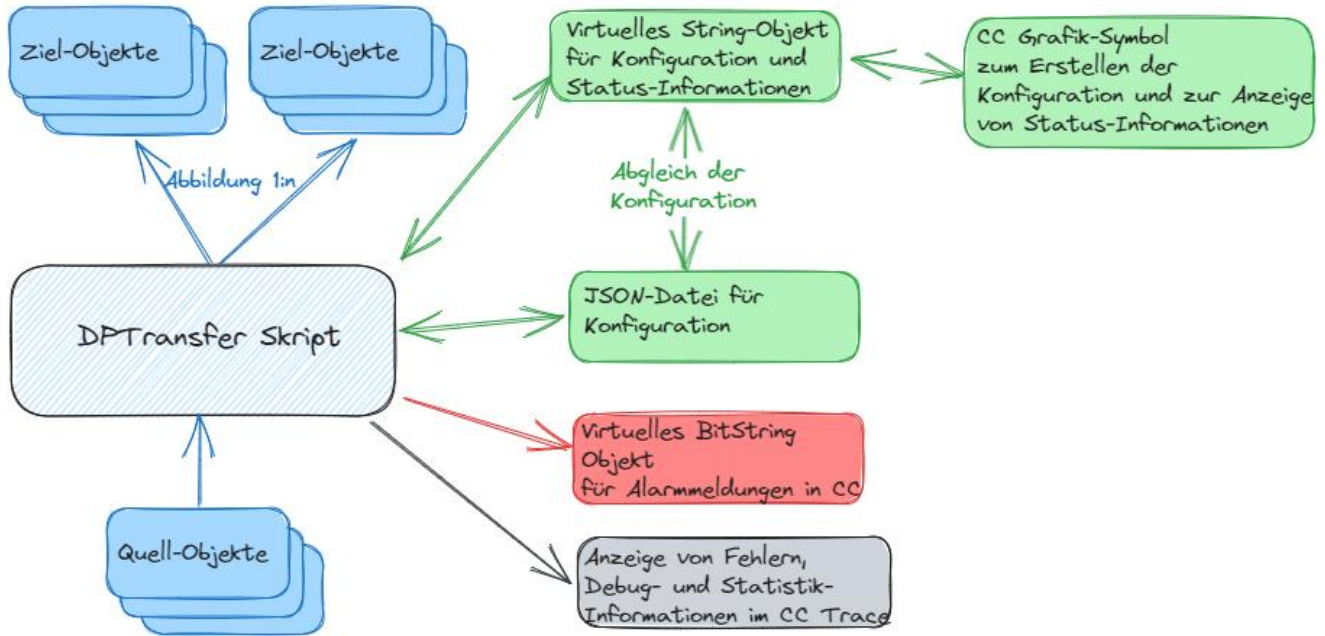 Ziel-Objekte
Ziel-Objekte
Virtuelles String-Objekt
für Konfiguration und
Status-Informationen
CC Grafik-Symbol
zum Erstellen der
Konfiguration und zur Anzeige
von Status-Informationen
Abbildung 1:n
Abgleich der
Konfiguration
DPTransfer Skript
JSON-Datei für
Konfiguration
Virtuelles BitString
Objekt
für Alarmmeldungen in CC
Quell-Objekte
Anzeige von Fehlern,
Debug- und Statistik-
Informationen im CC Trace